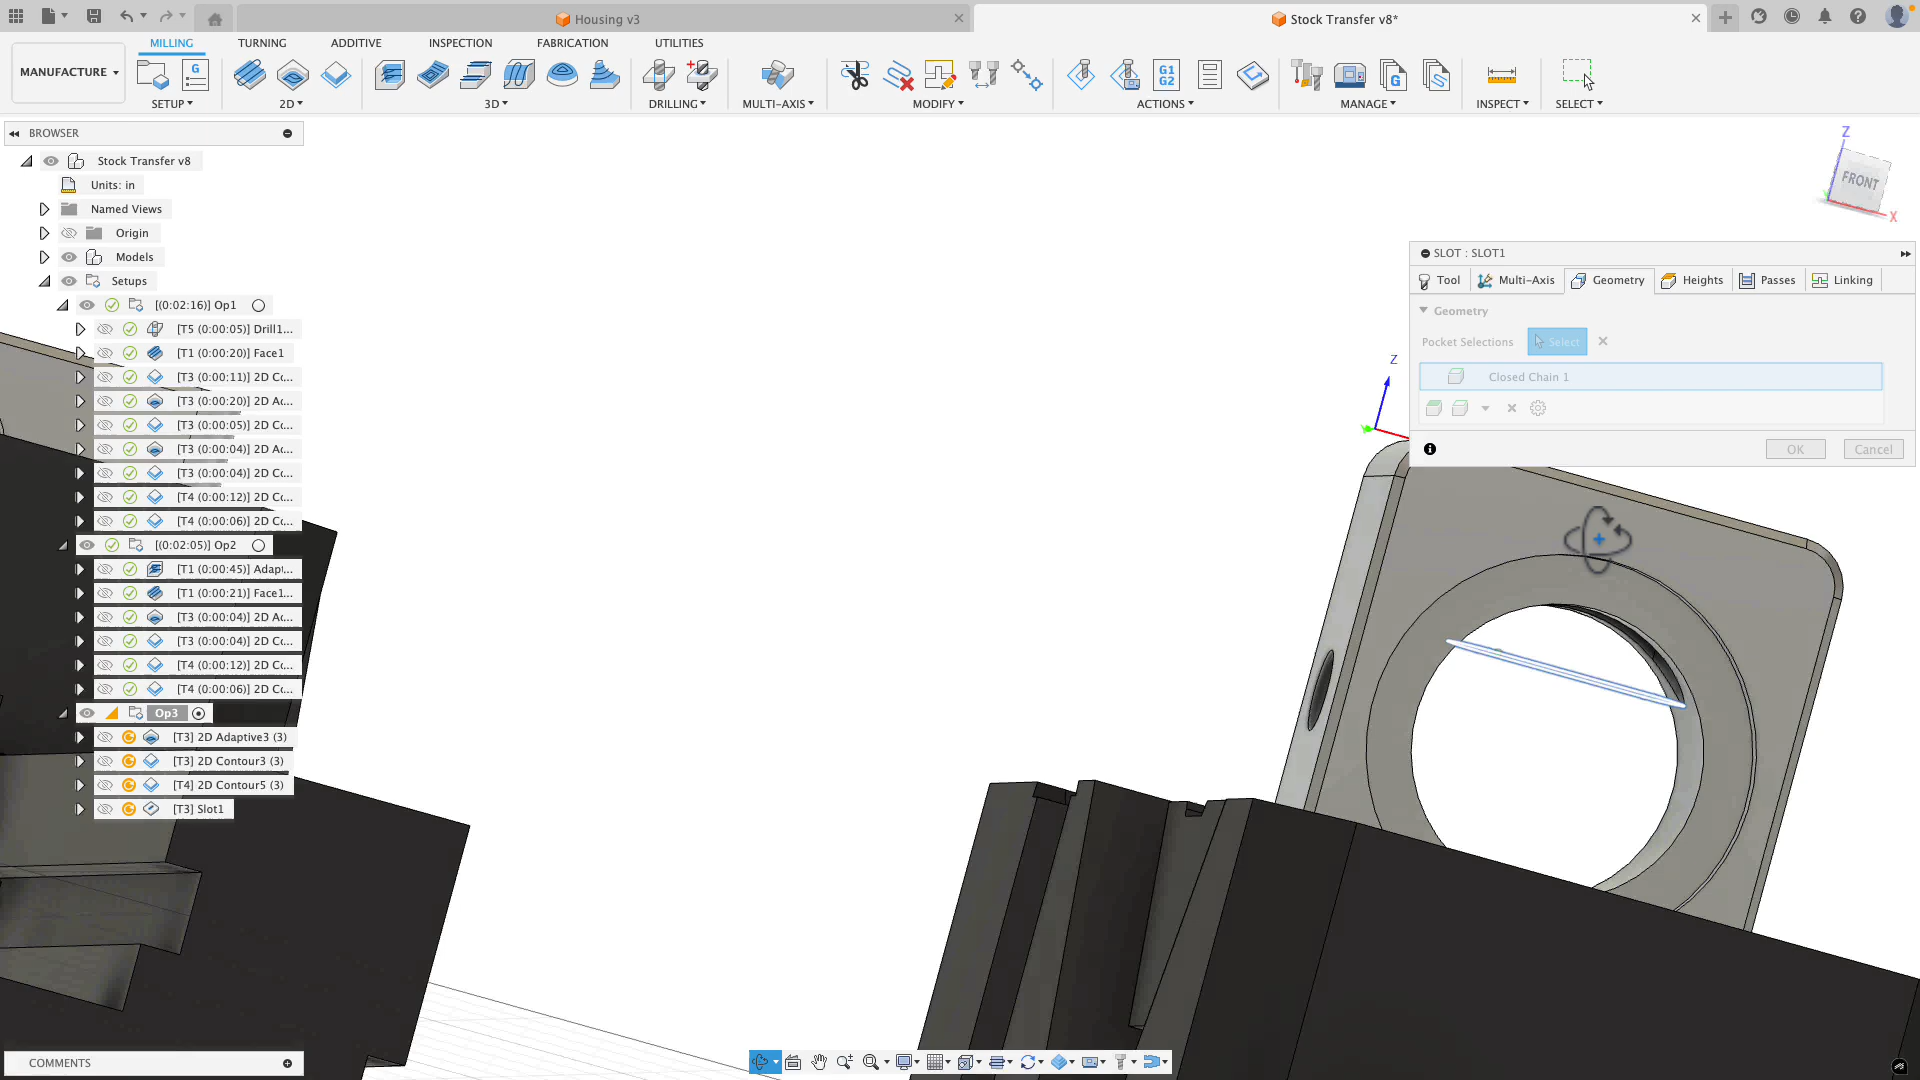 Housing v3
Stock Transfer v8*
MANUFACTURE
MILLING
TURNING
ADDITIVE
INSPECTION
FABRICATION
UTILITIES
SETUP
2D
3D
DRILLING
MULTI-AXIS
MODIFY
ACTIONS
MANAGE
INSPECT
SELECT
G
G1
G2
G
BROWSER
Stock Transfer v8
Units: in
Named Views
Origin
Models
Setups
[(0:02:16)] Op1
[T5 (0:00:05)] Drill1...
[T1 (0:00:20)] Face1
[T3 (0:00:11)] 2D Co...
[T3 (0:00:20)] 2D Ac...
[T3 (0:00:05)] 2D Co...
[T3 (0:00:04)] 2D Ac...
[T3 (0:00:04)] 2D Co...
[T4 (0:00:12)] 2D Co...
[T4 (0:00:06)] 2D Co...
[(0:02:05)] Op2
[T1 (0:00:45)] Adapt...
[T1 (0:00:21)] Face1...
[T3 (0:00:04)] 2D Ac...
[T3 (0:00:04)] 2D Co...
[T4 (0:00:12)] 2D Co...
[T4 (0:00:06)] 2D Co...
Op3
[T3] 2D Adaptive3 (3)
[T3] 2D Contour3 (3)
[T4] 2D Contour5 (3)
[T3] Slot1
COMMENTS
Z
FRONT
X
Z
SLOT : SLOT1
Tool
Multi-Axis
Geometry
Heights
Passes
Linking
Geometry
Pocket Selections
Select
Closed Chain 1
OK
Cancel